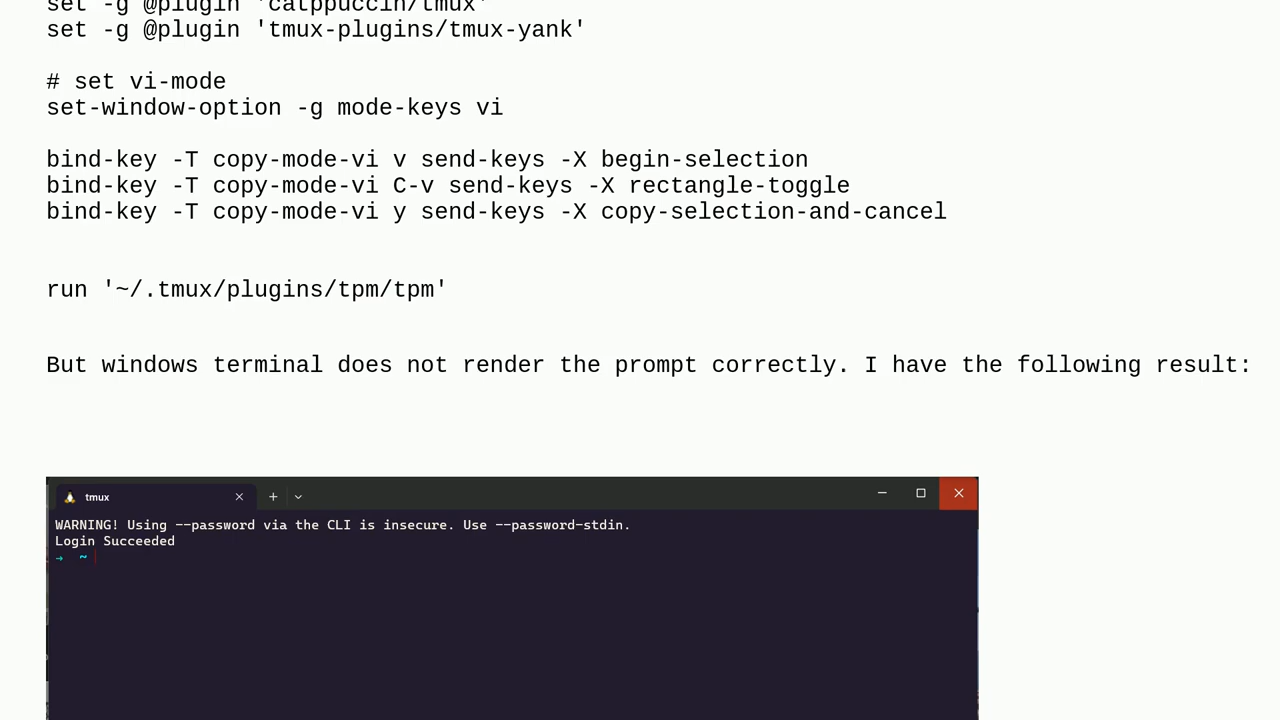 set -g @plugin 'catppuccin/tmux'
set -g @plugin 'tmux-plugins/tmux-yank'
# set vi-mode
set-window-option -g mode-keys vi
bind-key -T copy-mode-vi v send-keys -X begin-selection
bind-key -T copy-mode-vi C-v send-keys -X rectangle-toggle
bind-key -T copy-mode-vi y send-keys -X copy-selection-and-cancel
run '~/.tmux/plugins/tpm/tpm'
But windows terminal does not render the prompt correctly. I have the following result:
tmux
WARNING! Using --password via the CLI is insecure. Use --password-stdin.
Login Succeeded
→ ~